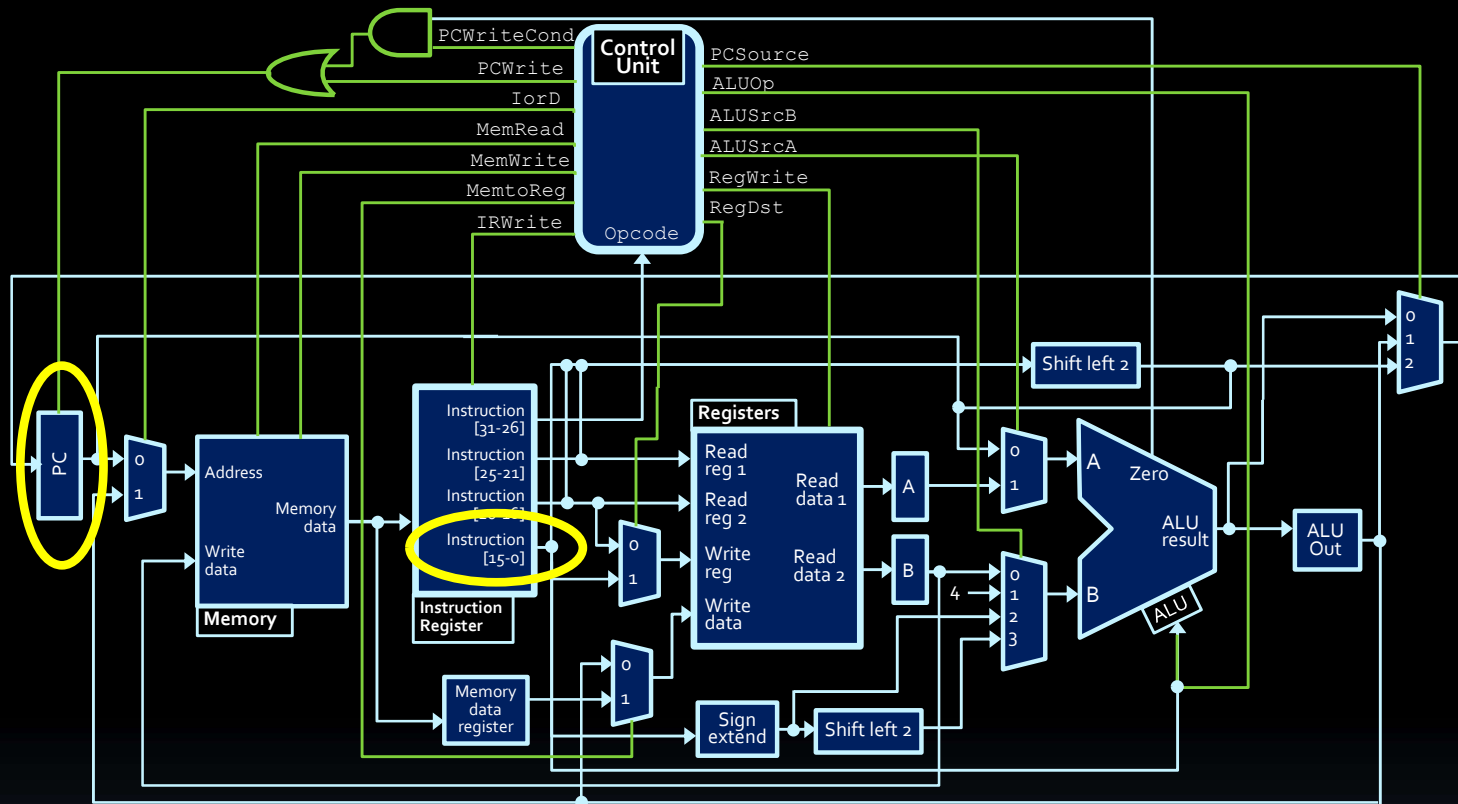 PCWriteCond
PCWrite
IorD
MemRead
MemWrite
MemtoReg
IRWrite
Control
Unit
Opcode
PCSource
ALUOp
ALUSrcB
ALUSrcA
RegWrite
RegDst
PC
0
1
Address
Memory
data
Write
data
Memory
Instruction
[31-26]
Instruction
[25-21]
Instruction
Instruction
[15-0]
Instruction
Register
Memory
data
register
0
1
0
1
Registers
Read
reg 1
Read
reg 2
Write
reg
Write
data
Read
data 1
Read
data 2
A
B
Sign
extend
Shift left 2
Shift left 2
0
1
4
0
1
2
3
A
B
Zero
ALU
result
ALU
ALU
Out
0
1
2